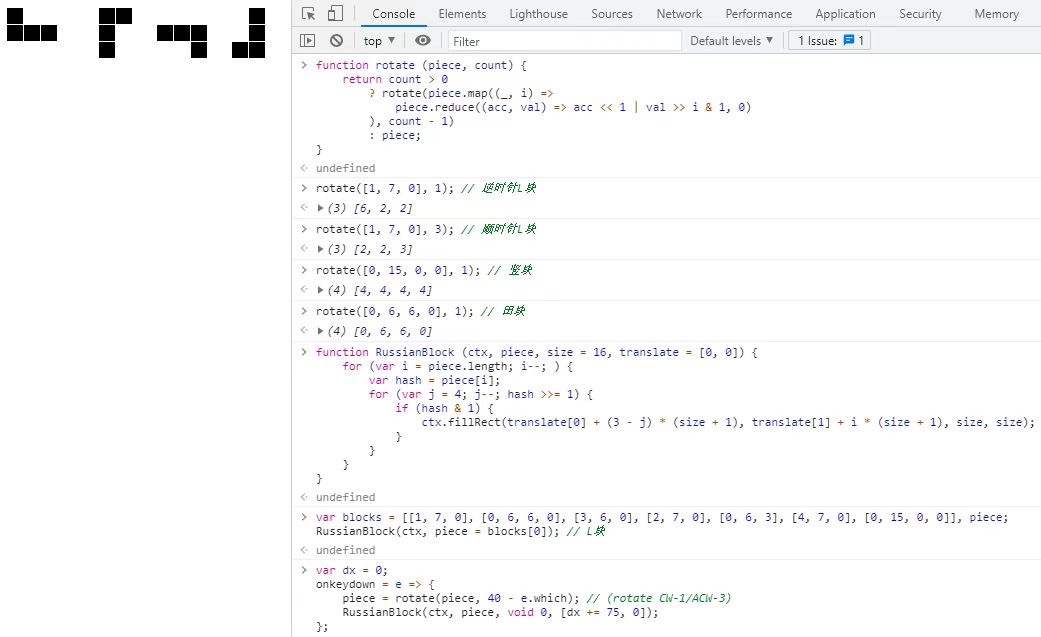 Console Elements Lighthouse Sources Network Performance Application Security Memory
top ▼ Filter Default levels ▼ 1 Issue: 1
> function rotate (piece, count) {
return count > 0
? rotate(piece.map((_, i) =>
piece.reduce((acc, val) => acc << 1 | val >> i & 1, 0)
), count - 1)
: piece;
}
undefined
> rotate([1, 7, 0], 1); // 逆时针L块
▶ (3) [6, 2, 2]
> rotate([1, 7, 0], 3); // 顺时针L块
▶ (3) [2, 2, 3]
> rotate([0, 15, 0, 0], 1); // 竖块
▶ (4) [4, 4, 4, 4]
> rotate([0, 6, 6, 0], 1); // 田块
▶ (4) [0, 6, 6, 0]
> function RussianBlock (ctx, piece, size = 16, translate = [0, 0]) {
for (var i = piece.length; i--; ) {
var hash = piece[i];
for (var j = 4; j--; hash >>= 1) {
if (hash & 1) {
ctx.fillRect(translate[0] + (3 - j) * (size + 1), translate[1] + i * (size + 1), size, size);
}
}
}
}
undefined
> var blocks = [[1, 7, 0], [0, 6, 6, 0], [3, 6, 0], [2, 7, 0], [0, 6, 3], [4, 7, 0], [0, 15, 0, 0]], piece;
RussianBlock(ctx, piece = blocks[0]); // L块
undefined
> var dx = 0;
onkeydown = e => {
piece = rotate(piece, 40 - e.which); // (rotate CW-1/ACW-3)
RussianBlock(ctx, piece, void 0, [dx += 75, 0]);
};